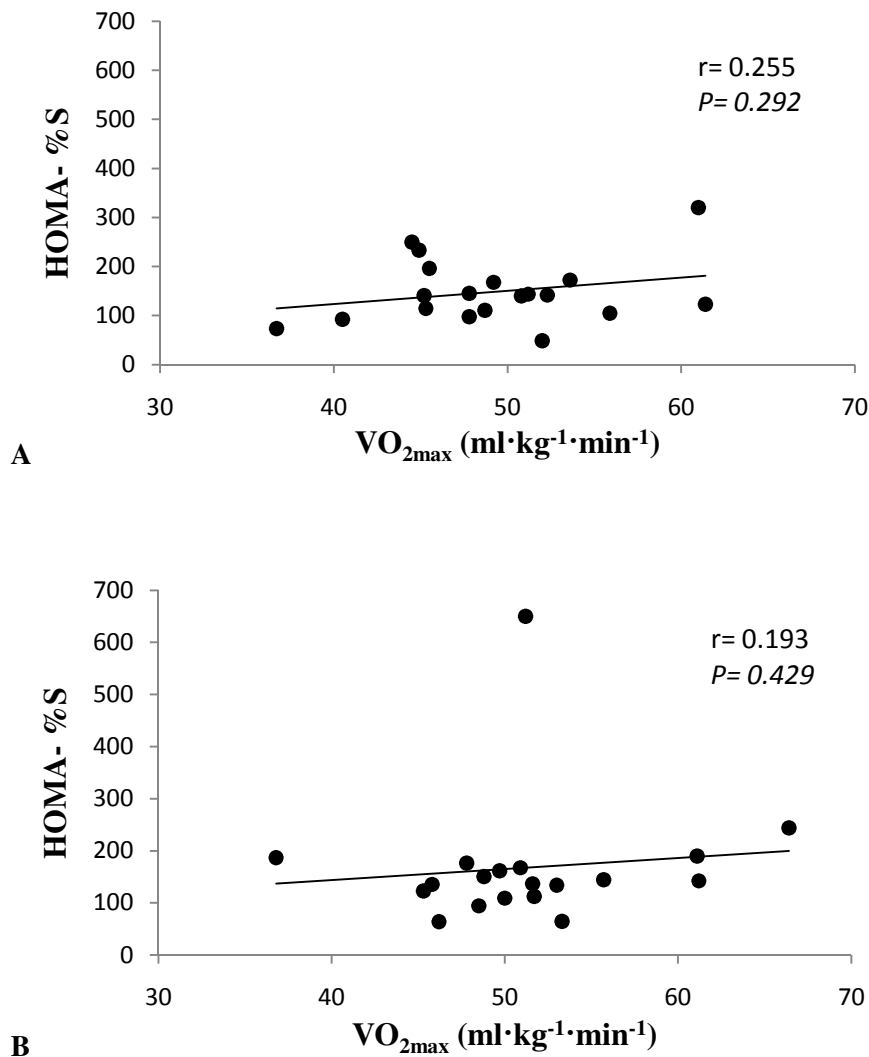 700
600
500
400
300
200
100
0
HOMA- %S
r= 0.255
P= 0.292
30 40 50 60 70
VO₂max (ml·kg⁻¹·min⁻¹)
A
700
600
500
400
300
200
100
0
HOMA- %S
r= 0.193
P= 0.429
30 40 50 60 70
VO₂max (ml·kg⁻¹·min⁻¹)
B